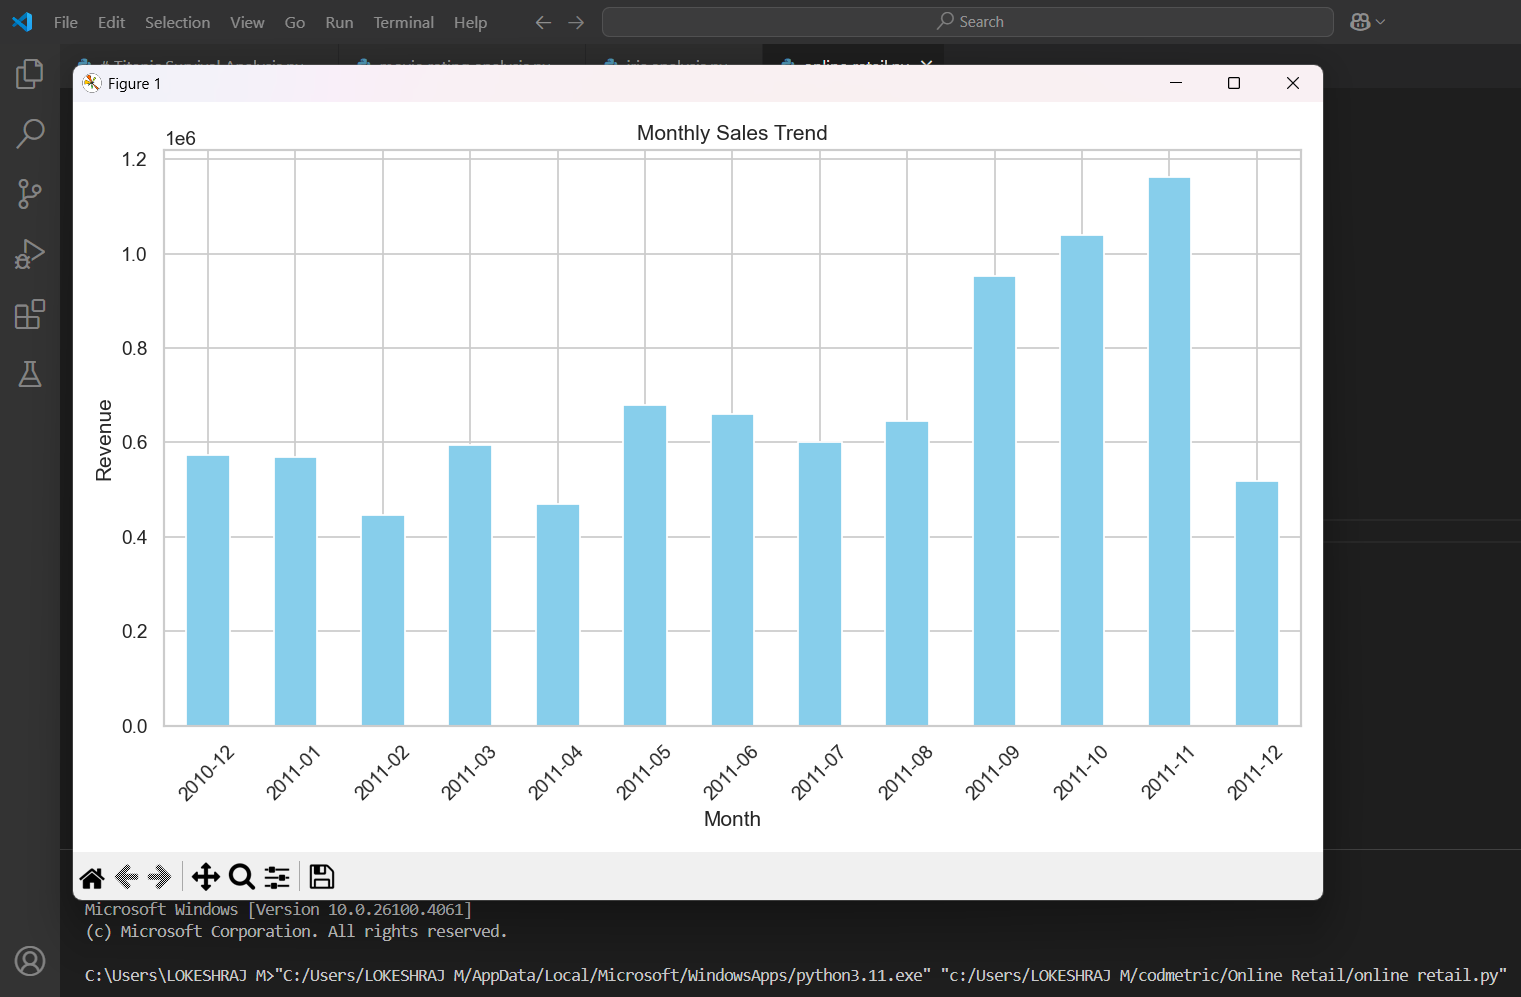 File Edit Selection View Go Run Terminal Help
Search
Figure 1
Monthly Sales Trend
1e6
1.2
1.0
0.8
0.6
0.4
0.2
0.0
Revenue
2010-12 2011-01 2011-02 2011-03 2011-04 2011-05 2011-06 2011-07 2011-08 2011-09 2011-10 2011-11 2011-12
Month
Microsoft Windows [Version 10.0.26100.4061]
(c) Microsoft Corporation. All rights reserved.
C:\Users\LOKESHRAJ M>"C:/Users/LOKESHRAJ M/AppData/Local/Microsoft/WindowsApps/python3.11.exe" "c:/Users/LOKESHRAJ M/codmetric/Online Retail/online retail.py"